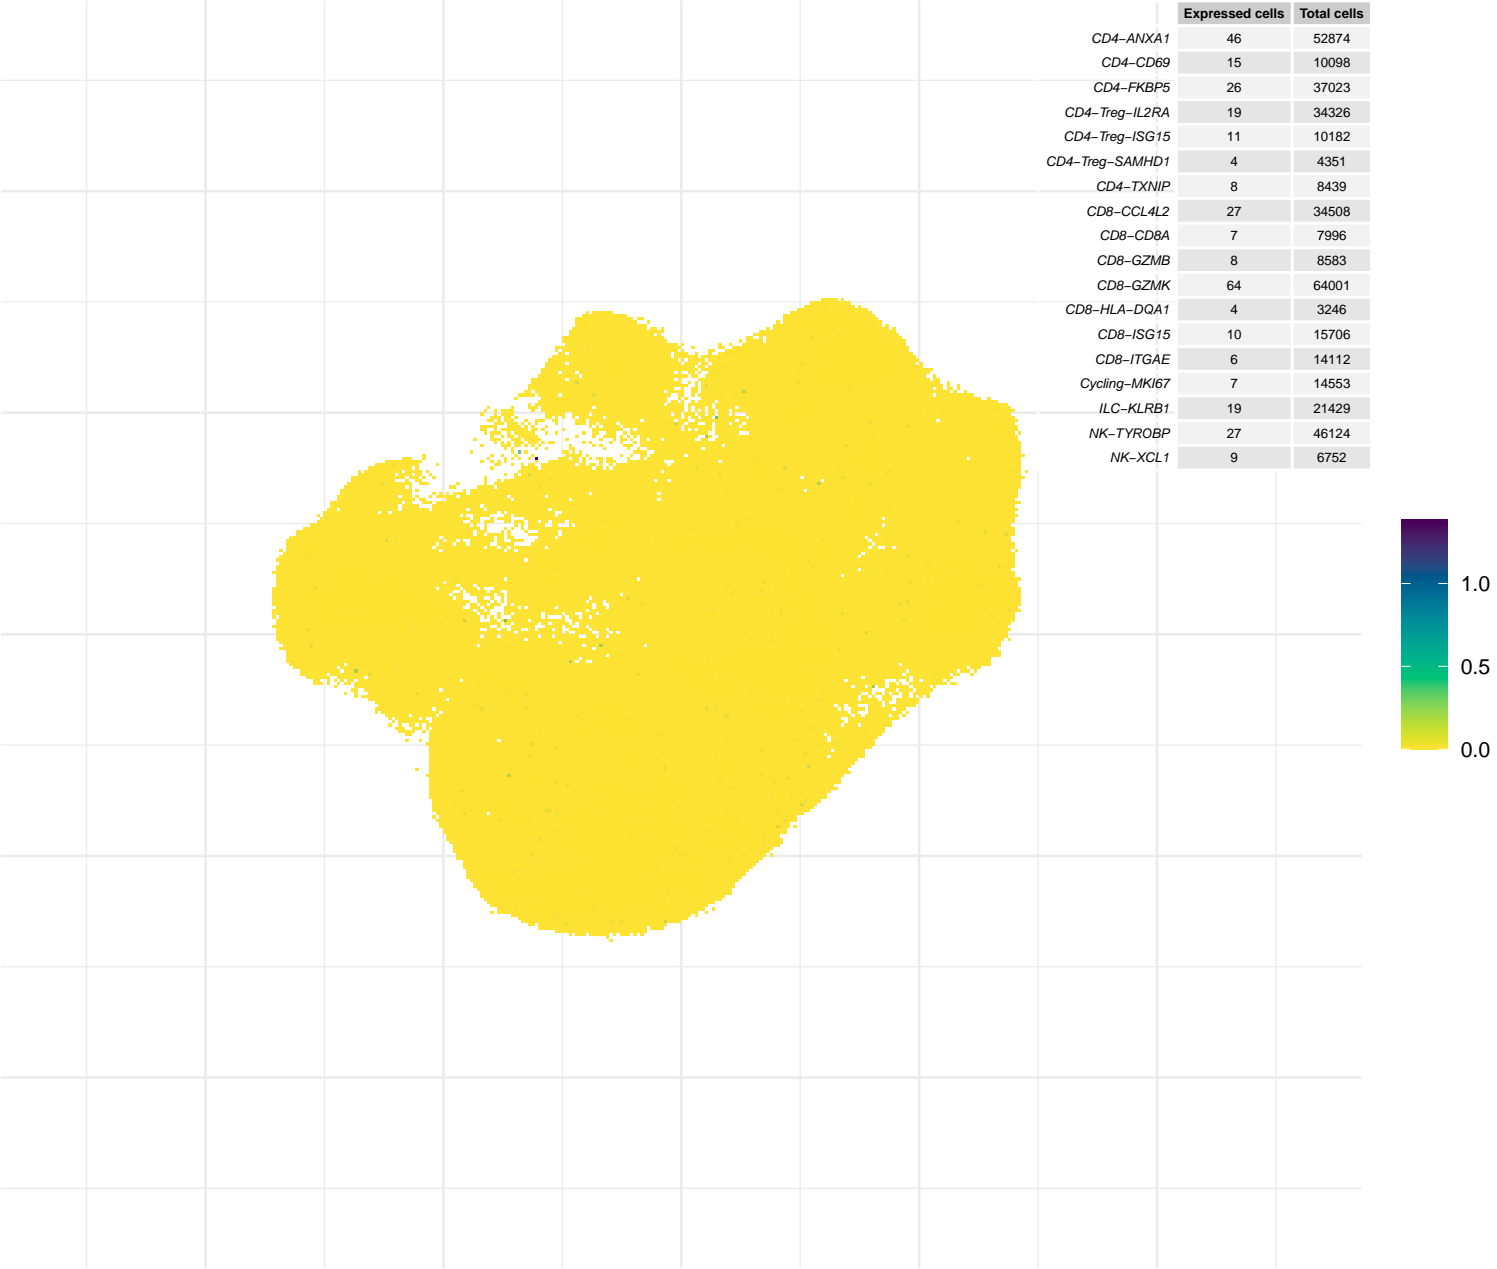 Expressed cells Total cells
CD4−ANXA1 46 52874
CD4−CD69 15 10098
CD4−FKBP5 26 37023
CD4−Treg−IL2RA 19 34326
CD4−Treg−ISG15 11 10182
CD4−Treg−SAMHD1 4 4351
CD4−TXNIP 8 8439
CD8−CCL4L2 27 34508
CD8−CD8A 7 7996
CD8−GZMB 8 8583
CD8−GZMK 64 64001
CD8−HLA−DQA1 4 3246
CD8−ISG15 10 15706
CD8−ITGAE 6 14112
Cycling−MKI67 7 14553
ILC−KLRB1 19 21429
NK−TYROBP 27 46124
NK−XCL1 9 6752
1.0
0.5
0.0